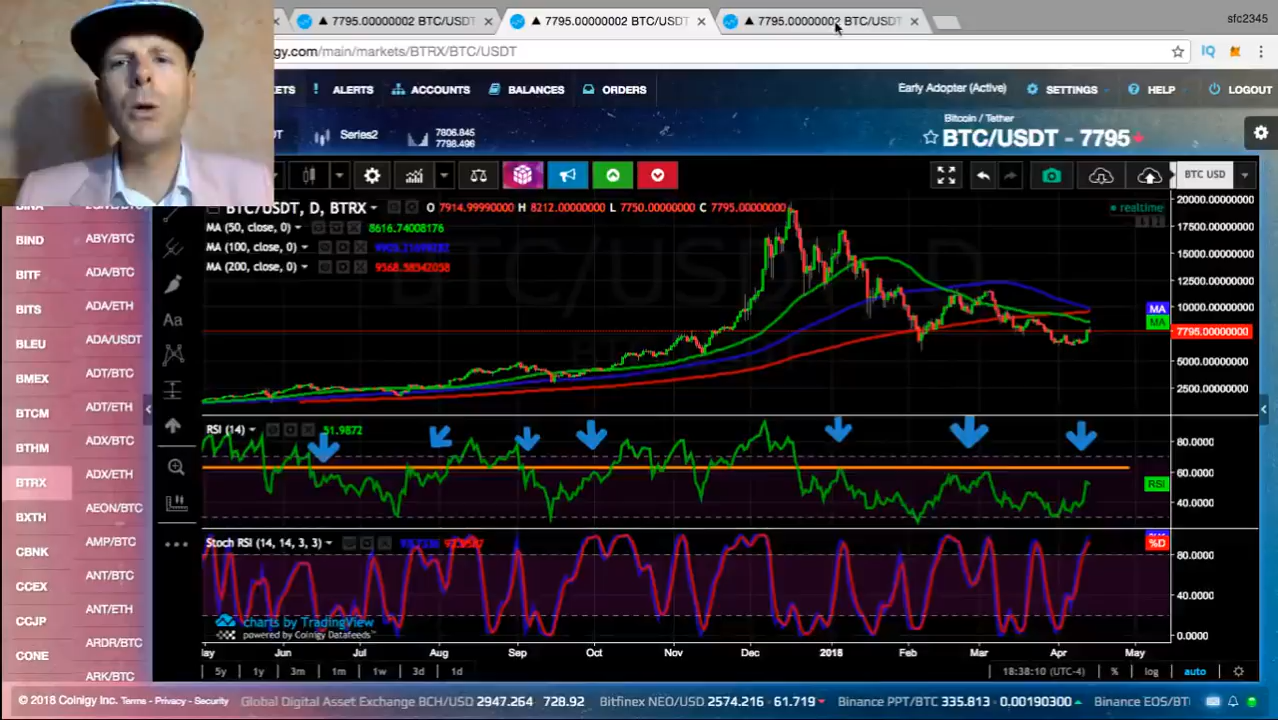 ▲ 7795.00000002 BTC/USDT
▲ 7795.00000002 BTC/USDT
▲ 7795.00000002 BTC/USDT
sfc2345
gy.com/main/markets/BTRX/BTC/USDT
IQ
ETS
ALERTS
ACCOUNTS
BALANCES
ORDERS
Early Adopter (Active)
SETTINGS
HELP
LOGOUT
Series2
7806.845
7798.496
Bitcoin / Tether
BTC/USDT - 7795
BTC USD
BTC/USDT, D, BTRX
O 7914.99990000 H 8212.00000000 L 7750.00000000 C 7795.00000000
realtime
MA (50, close, 0)
8616.74008176
MA (100, close, 0)
MA (200, close, 0)
20000.00000000
17500.00000000
15000.00000000
12500.00000000
10000.00000000
MA
MA
7795.00000000
5000.00000000
2500.00000000
BIND
BITF
BITS
BLEU
BMEX
BTCM
BTHM
BTRX
BXTH
CBNK
CCEX
CCJP
CONE
ABY/BTC
ADA/BTC
ADA/ETH
ADA/USDT
ADT/BTC
ADT/ETH
ADX/BTC
ADX/ETH
AEON/BTC
AMP/BTC
ANT/BTC
ANT/ETH
ARDR/BTC
ARK/BTC
Aa
RSI (14)
51.9872
80.0000
60.0000
RSI
40.0000
Stoch RSI (14, 14, 3, 3)
%D
80.0000
40.0000
0.0000
charts by TradingView
powered by Coinigy Datafeeds™
Jun Jul Aug Sep Oct Nov Dec 2018 Feb Mar Apr May
5y 1y 3m 1m 1w 3d 1d
18:38:10 (UTC-4)
% log auto
© 2018 Coinigy, Inc. Terms - Privacy - Security
Global Digital Asset Exchange BCH/USD 2947.264 728.92
Bitfinex NEO/USD 2574.216 61.719
Binance PPT/BTC 335.813 0.00190300
Binance EOS/BT